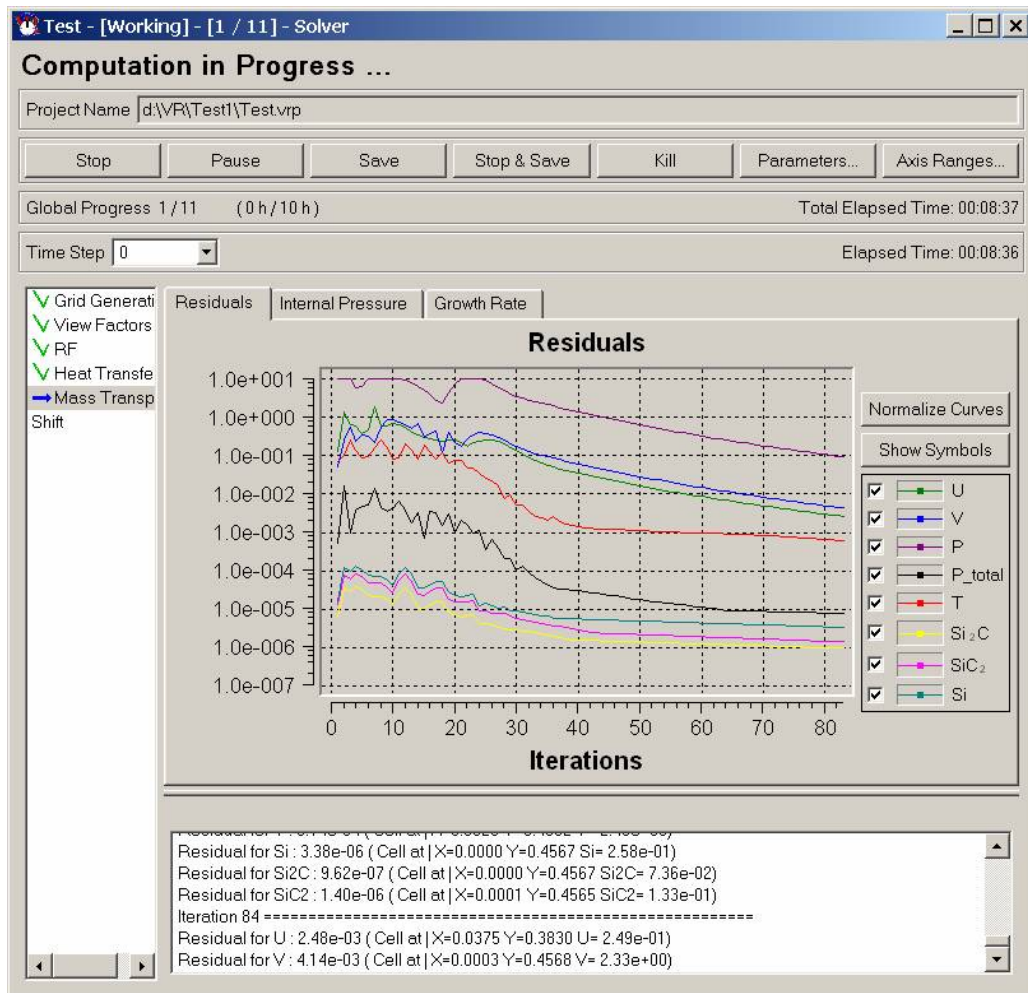 Test - [Working] - [1 / 11] - Solver
Computation in Progress ...
Project Name d:\VR\Test1\Test.vrp
Stop Pause Save Stop & Save Kill Parameters... Axis Ranges...
Global Progress 1 / 11 ( 0 h / 10 h ) Total Elapsed Time: 00:08:37
Time Step 0 Elapsed Time: 00:08:36
Grid Generati
View Factors
RF
Heat Transfe
Mass Transp
Shift
Residuals Internal Pressure Growth Rate
Residuals
1.0e+001
1.0e+000
1.0e-001
1.0e-002
1.0e-003
1.0e-004
1.0e-005
1.0e-006
1.0e-007
0 10 20 30 40 50 60 70 80
Iterations
Normalize Curves
Show Symbols
U
V
P
P_total
T
Si₂C
SiC₂
Si
Residual for Si : 3.38e-06 ( Cell at | X=0.0000 Y=0.4567 Si= 2.58e-01)
Residual for Si2C : 9.62e-07 ( Cell at | X=0.0000 Y=0.4567 Si2C= 7.36e-02)
Residual for SiC2 : 1.40e-06 ( Cell at | X=0.0001 Y=0.4565 SiC2= 1.33e-01)
Iteration 84 =======================================================
Residual for U : 2.48e-03 ( Cell at | X=0.0375 Y=0.3830 U= 2.49e-01)
Residual for V : 4.14e-03 ( Cell at | X=0.0003 Y=0.4568 V= 2.33e+00)